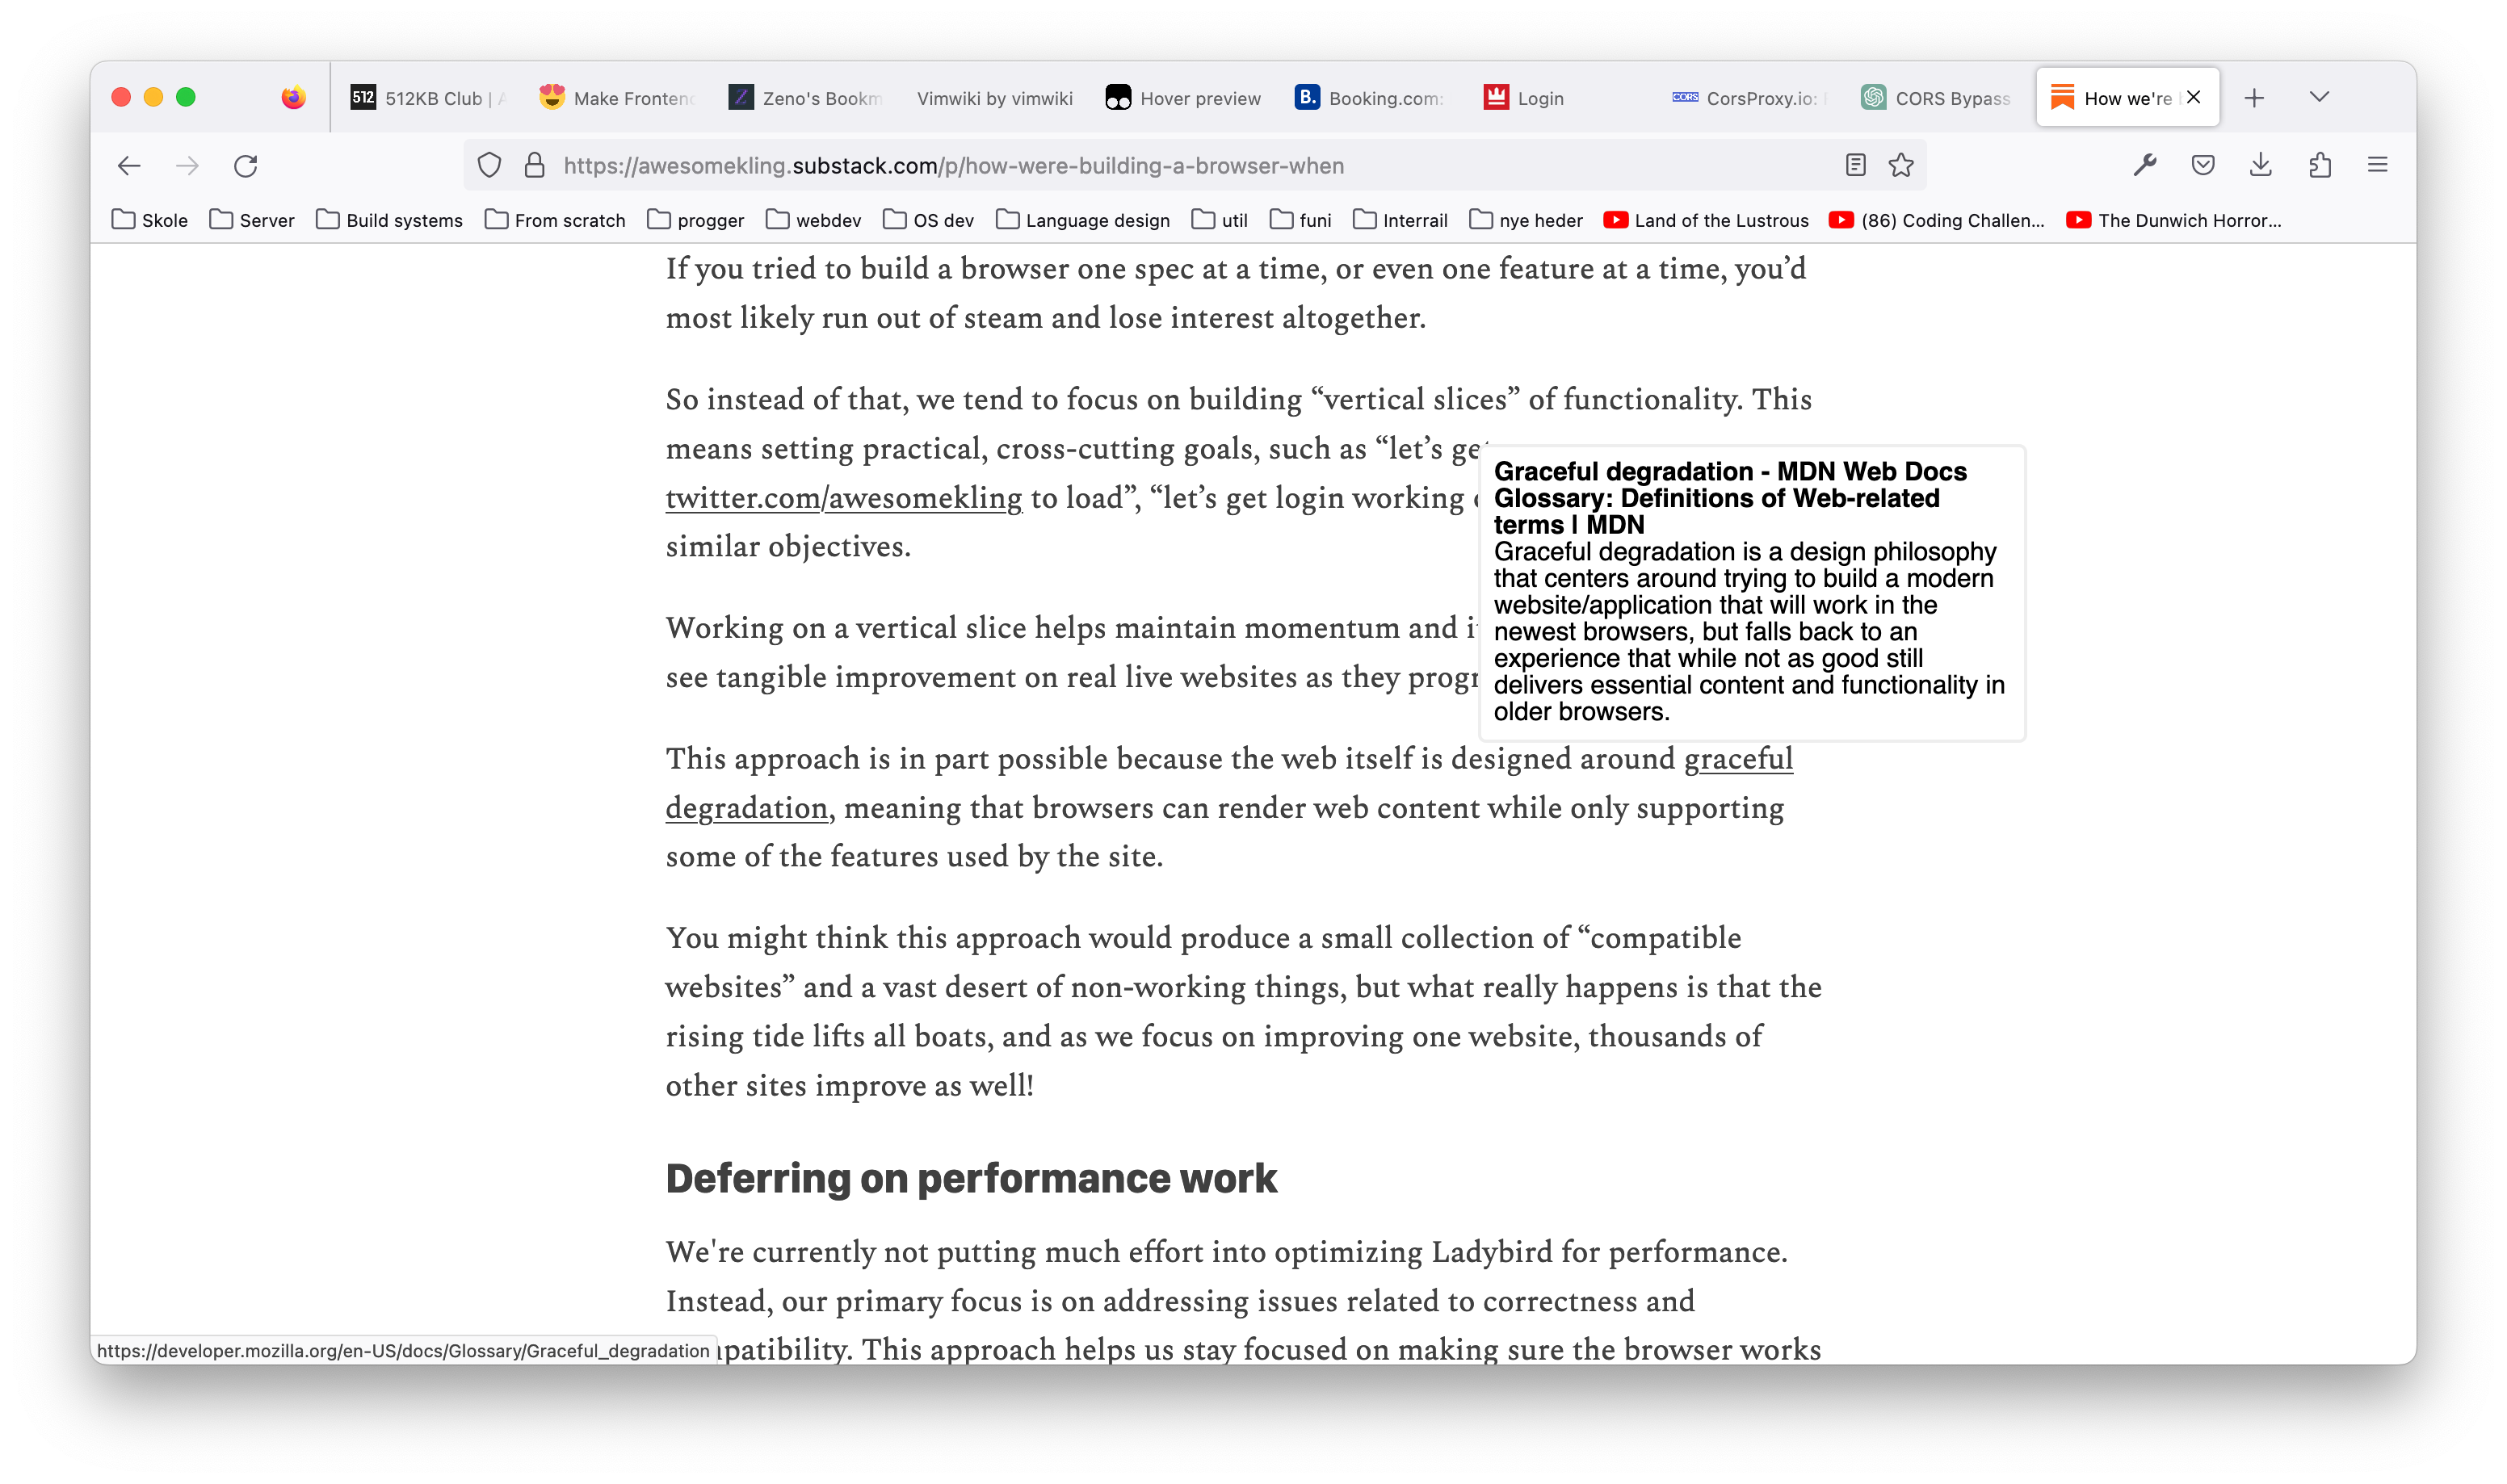 512 512KB Club | A
Make Fronten
Z Zeno's Bookm
Vimwiki by vimwiki
Hover preview
B. Booking.com:
Login
CORS CorsProxy.io:
CORS Bypass
How we're
https://awesomekling.substack.com/p/how-were-building-a-browser-when
Skole Server Build systems From scratch progger webdev OS dev Language design util funi Interrail nye heder Land of the Lustrous (86) Coding Challen... The Dunwich Horror...
If you tried to build a browser one spec at a time, or even one feature at a time, you’d
most likely run out of steam and lose interest altogether.
So instead of that, we tend to focus on building “vertical slices” of functionality. This
means setting practical, cross-cutting goals, such as “let’s get
twitter.com/awesomekling to load”, “let’s get login working
similar objectives.
Working on a vertical slice helps maintain momentum and
see tangible improvement on real live websites as they progr
Graceful degradation - MDN Web Docs
Glossary: Definitions of Web-related
terms | MDN
Graceful degradation is a design philosophy
that centers around trying to build a modern
website/application that will work in the
newest browsers, but falls back to an
experience that while not as good still
delivers essential content and functionality in
older browsers.
This approach is in part possible because the web itself is designed around graceful
degradation, meaning that browsers can render web content while only supporting
some of the features used by the site.
You might think this approach would produce a small collection of “compatible
websites” and a vast desert of non-working things, but what really happens is that the
rising tide lifts all boats, and as we focus on improving one website, thousands of
other sites improve as well!
Deferring on performance work
We're currently not putting much effort into optimizing Ladybird for performance.
Instead, our primary focus is on addressing issues related to correctness and
patibility. This approach helps us stay focused on making sure the browser works
https://developer.mozilla.org/en-US/docs/Glossary/Graceful_degradation